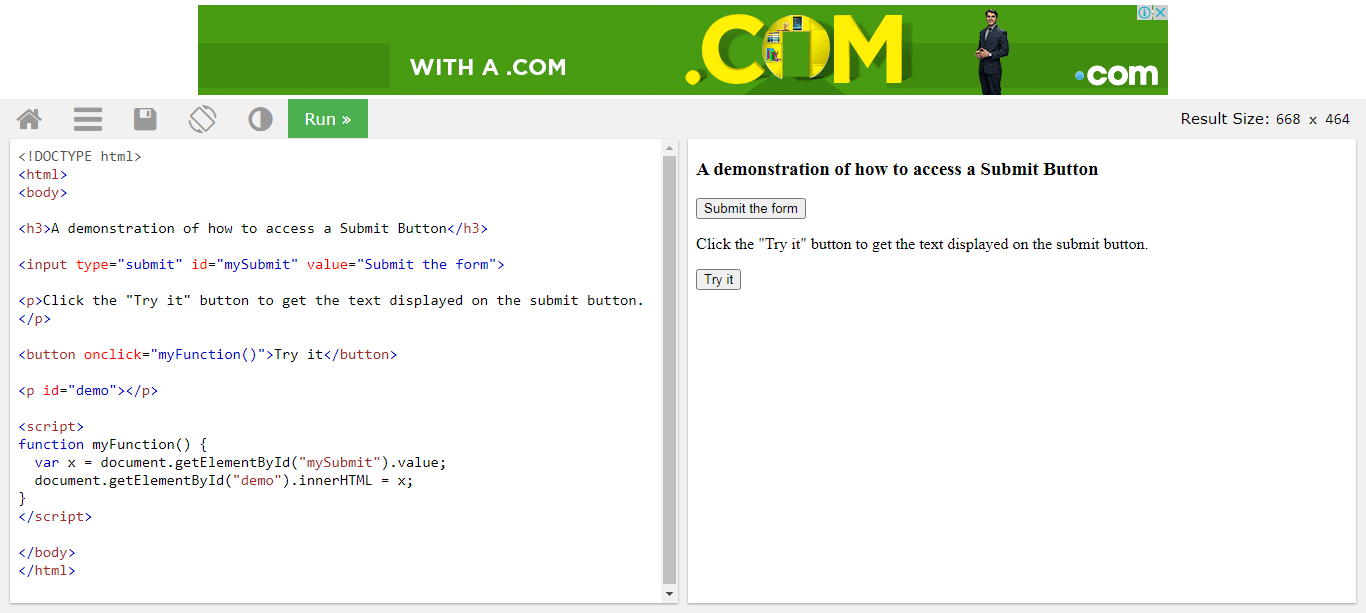 WITH A .COM
.COM
.com
Run »
Result Size: 668 x 464
<!DOCTYPE html>
<html>
<body>
<h3>A demonstration of how to access a Submit Button</h3>
<input type="submit" id="mySubmit" value="Submit the form">
<p>Click the "Try it" button to get the text displayed on the submit button.
</p>
<button onclick="myFunction()">Try it</button>
<p id="demo"></p>
<script>
function myFunction() {
  var x = document.getElementById("mySubmit").value;
  document.getElementById("demo").innerHTML = x;
}
</script>
</body>
</html>
A demonstration of how to access a Submit Button
Submit the form
Click the "Try it" button to get the text displayed on the submit button.
Try it